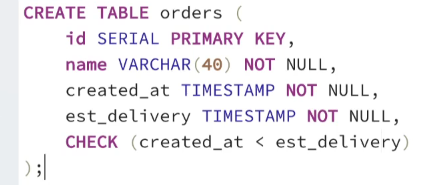 CREATE TABLE orders (
    id SERIAL PRIMARY KEY,
    name VARCHAR(40) NOT NULL,
    created_at TIMESTAMP NOT NULL,
    est_delivery TIMESTAMP NOT NULL,
    CHECK (created_at < est_delivery)
);